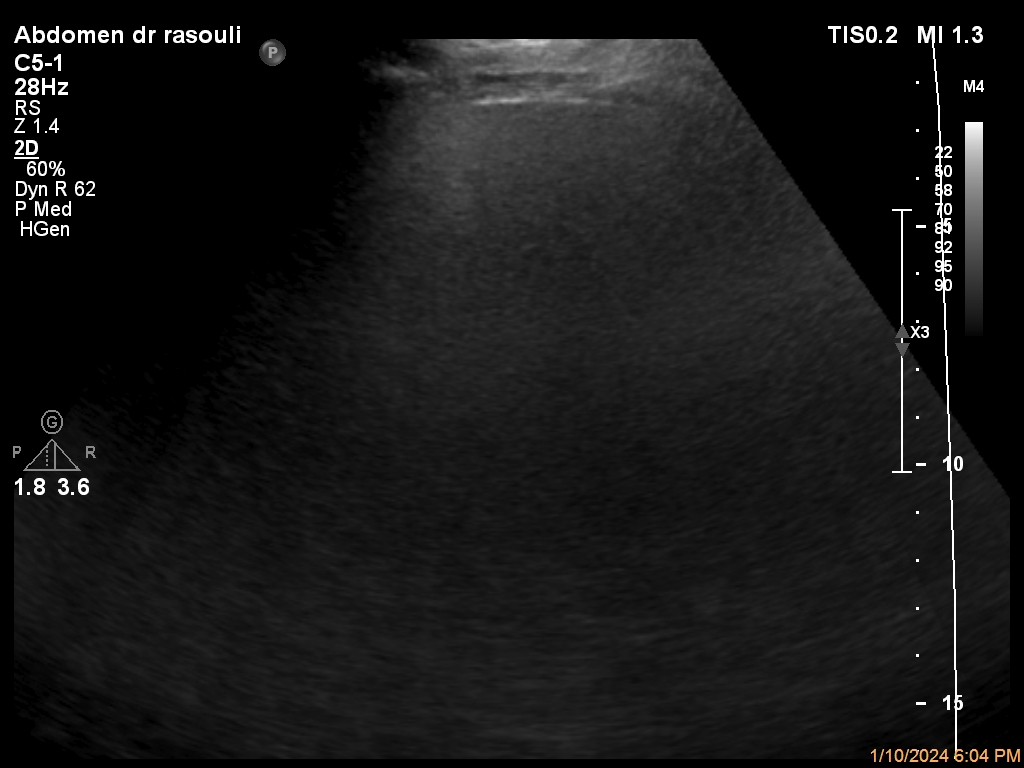 Abdomen dr rasouli
P
TIS0.2 MI 1.3
C5-1
28Hz
RS
Z 1.4
2D
60%
Dyn R 62
P Med
HGen
M4
22
50
58
70
5
92
95
90
X3
G
P R
1.8 3.6
10
15
1/10/2024 6:04 PM